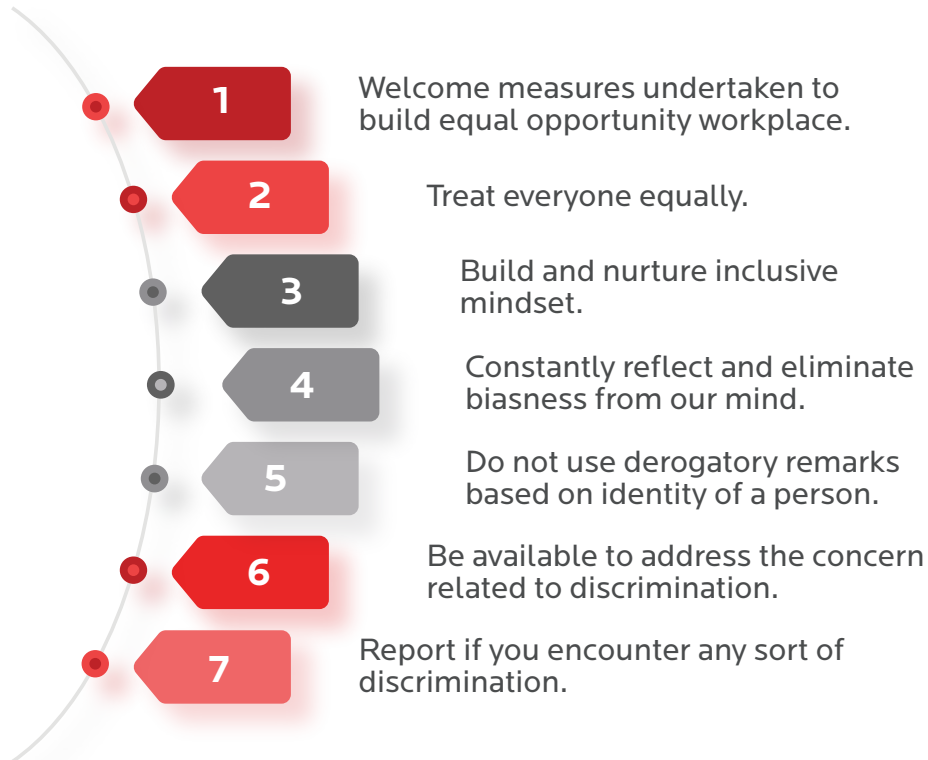 1
Welcome measures undertaken to
build equal opportunity workplace.
2
Treat everyone equally.
3
Build and nurture inclusive
mindset.
4
Constantly reflect and eliminate
biasness from our mind.
5
Do not use derogatory remarks
based on identity of a person.
6
Be available to address the concern
related to discrimination.
7
Report if you encounter any sort of
discrimination.